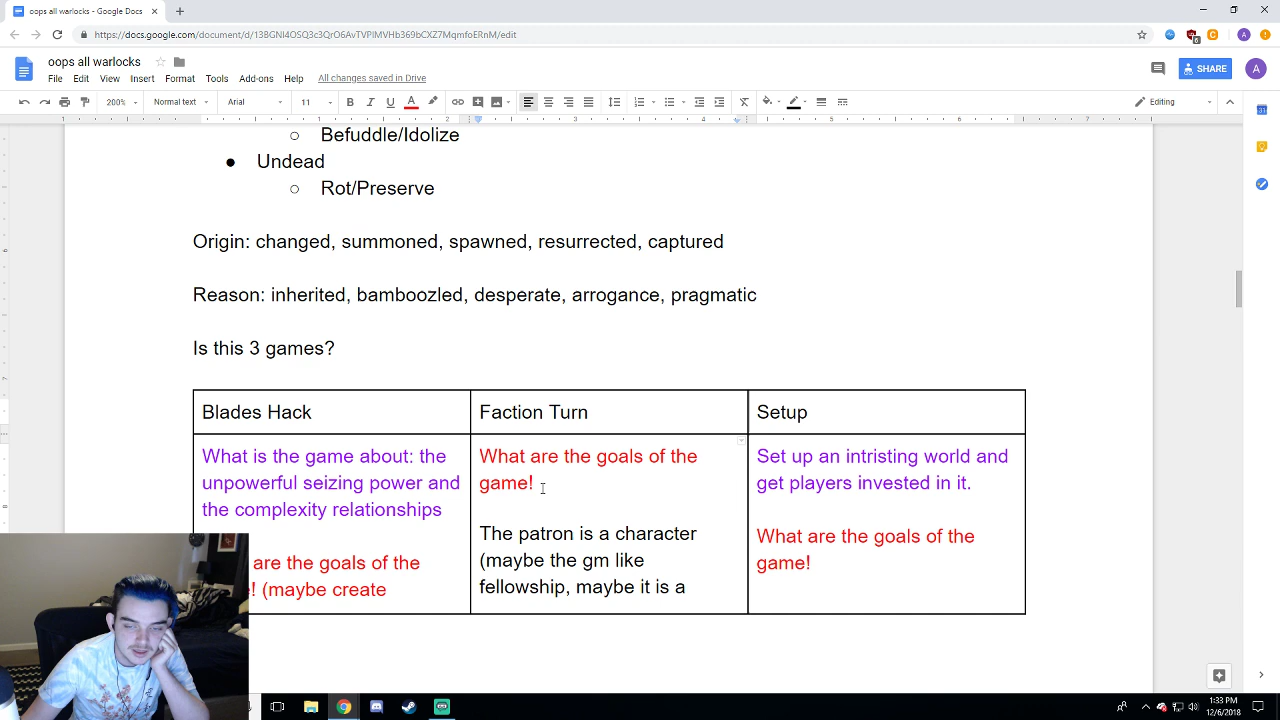 oops all warlocks - Google Docs
https://docs.google.com/document/d/
oops all warlocks
File Edit View Insert Format Tools Add-ons Help All changes saved in Drive
SHARE
A
200% Normal text Arial 11 Editing
Befuddle/Idolize
Undead
Rot/Preserve
Origin: changed, summoned, spawned, resurrected, captured
Reason: inherited, bamboozled, desperate, arrogance, pragmatic
Is this 3 games?
Blades Hack Faction Turn Setup
What is the game about: the
unpowerful seizing power and
the complexity relationships
are the goals of the
! (maybe create
What are the goals of the
game!
The patron is a character
(maybe the gm like
fellowship, maybe it is a
Set up an intristing world and
get players invested in it.
What are the goals of the
game!
1:33 PM
12/6/2018